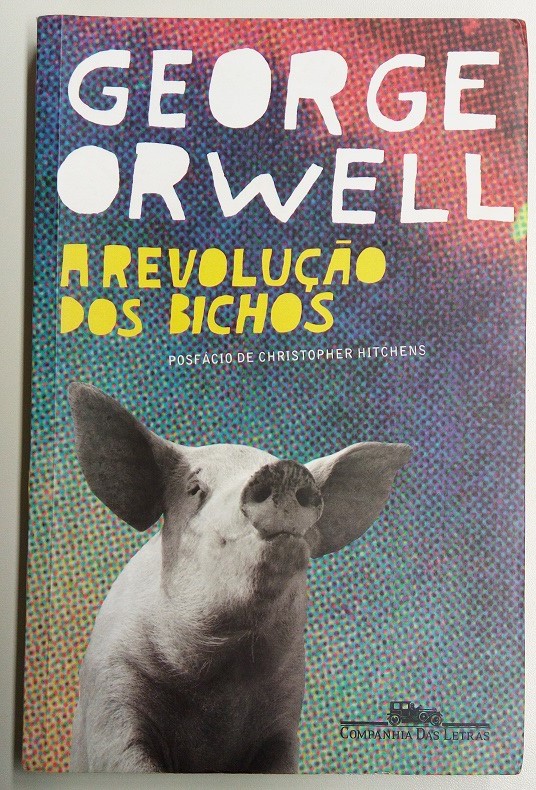 GEORGE
ORWELL
A REVOLUÇÃO
DOS BICHOS
POSFÁCIO DE CHRISTOPHER HITCHENS
COMPANHIA DAS LETRAS